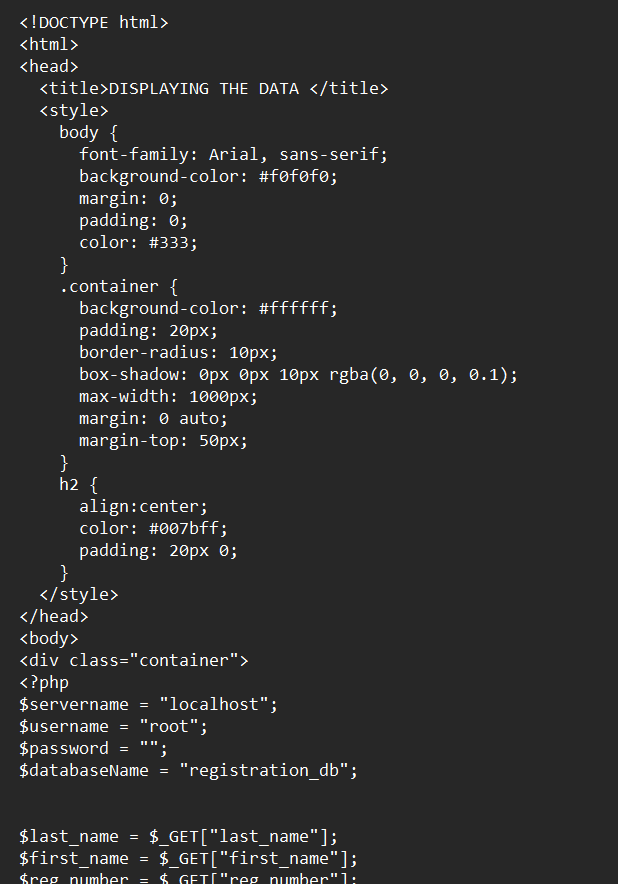 <!DOCTYPE html>
<html>
<head>
<title>DISPLAYING THE DATA </title>
<style>
body {
font-family: Arial, sans-serif;
background-color: #f0f0f0;
margin: 0;
padding: 0;
color: #333;
}
.container {
background-color: #ffffff;
padding: 20px;
border-radius: 10px;
box-shadow: 0px 0px 10px rgba(0, 0, 0, 0.1);
max-width: 1000px;
margin: 0 auto;
margin-top: 50px;
}
h2 {
align:center;
color: #007bff;
padding: 20px 0;
}
</style>
</head>
<body>
<div class="container">
<?php
$servername = "localhost";
$username = "root";
$password = "";
$databaseName = "registration_db";
$last_name = $_GET["last_name"];
$first_name = $_GET["first_name"];
$reg_number = $_GET["reg_number"];